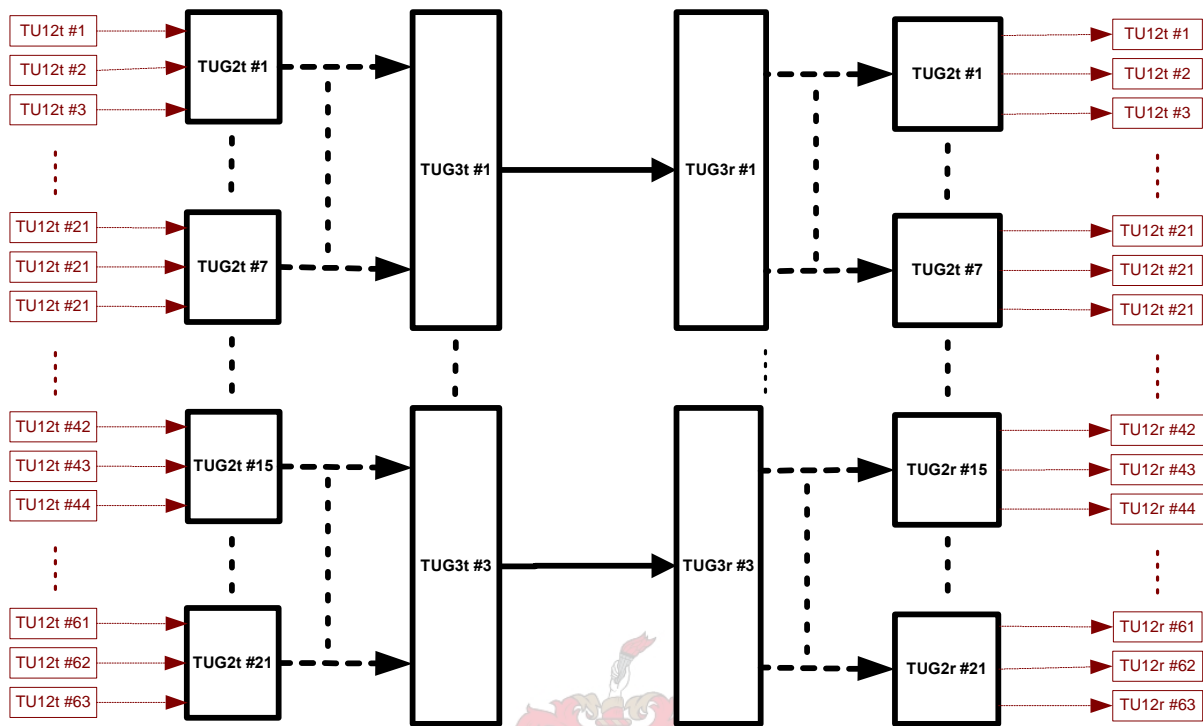 TU12t #1
TU12t #2
TU12t #3
TUG2t #1
TUG3t #1
TUG3r #1
TUG2t #1
TU12t #1
TU12t #2
TU12t #3
TU12t #21
TU12t #21
TU12t #21
TUG2t #7
TUG2t #7
TU12t #21
TU12t #21
TU12t #21
TU12t #42
TU12t #43
TU12t #44
TUG2t #15
TUG3t #3
TUG3r #3
TUG2r #15
TU12r #42
TU12r #43
TU12r #44
TU12t #61
TU12t #62
TU12t #63
TUG2t #21
TUG2r #21
TU12r #61
TU12r #62
TU12r #63